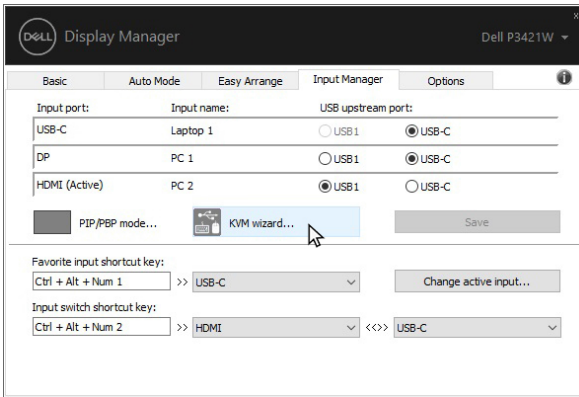 DELL Display Manager Dell P3421W
Basic Auto Mode Easy Arrange Input Manager Options
Input port: Input name: USB upstream port:
USB-C Laptop 1 USB1 USB-C
DP PC 1 USB1 USB-C
HDMI (Active) PC 2 USB1 USB-C
PIP/PBP mode... KVM wizard... Save
Favorite input shortcut key:
Ctrl + Alt + Num 1 >> USB-C Change active input...
Input switch shortcut key:
Ctrl + Alt + Num 2 >> HDMI <<>> USB-C